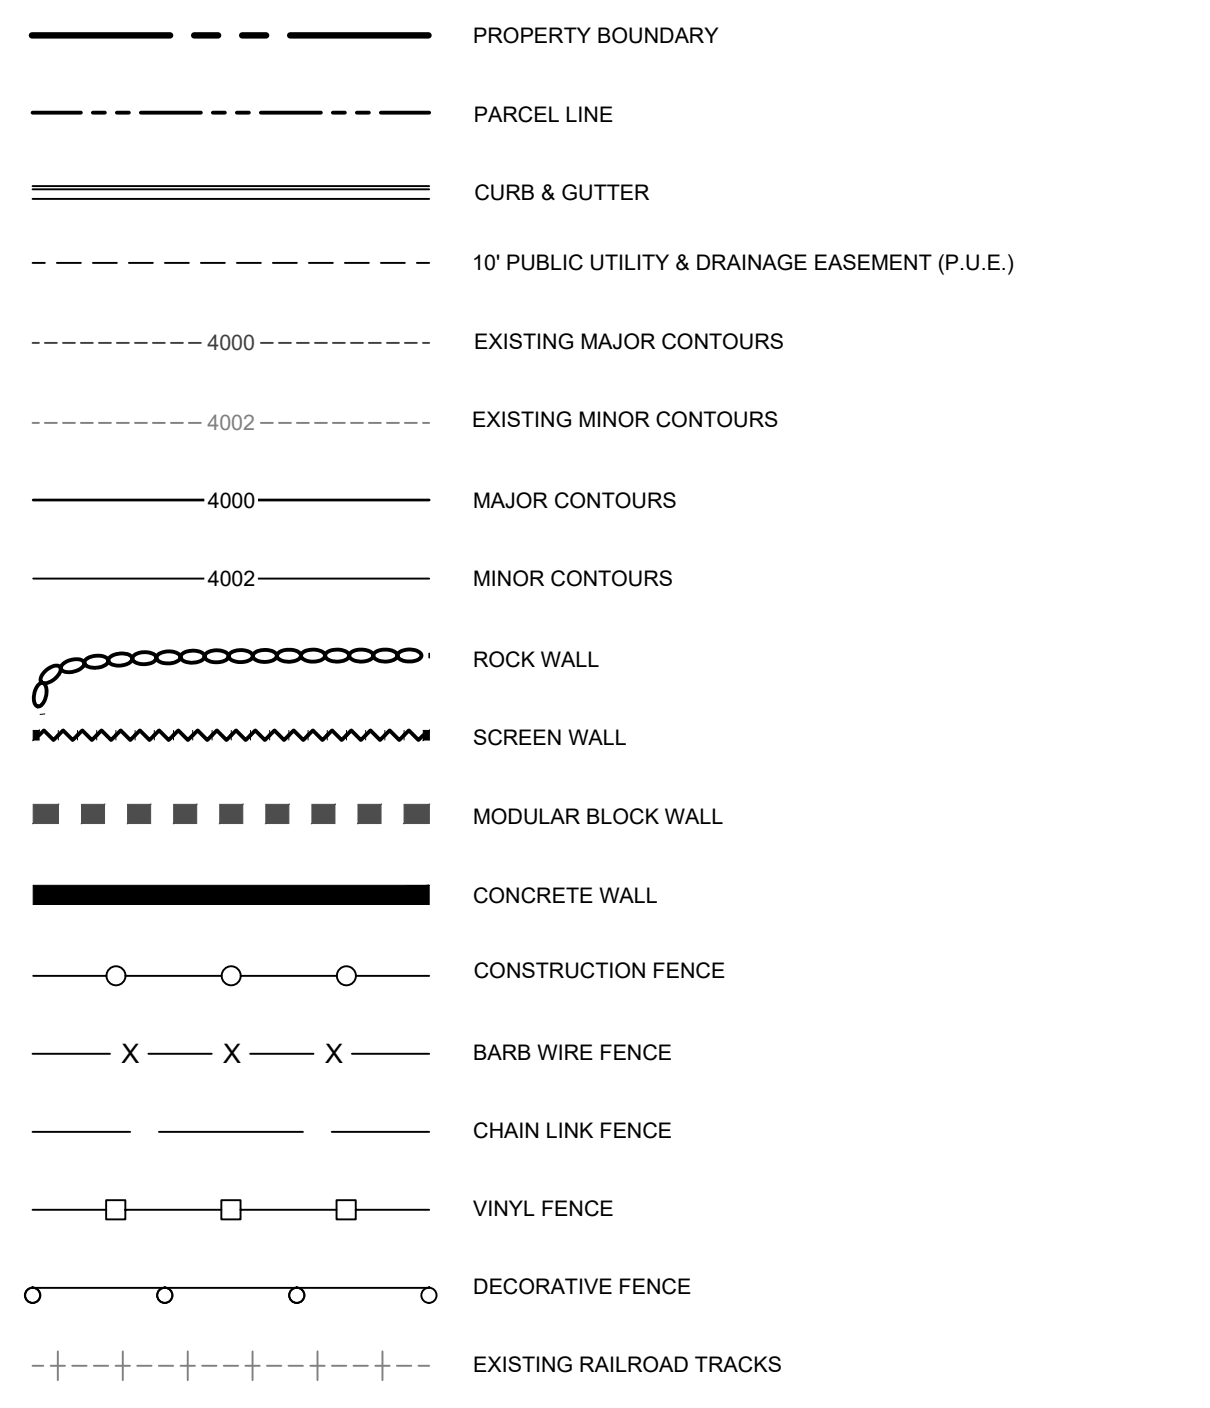 PROPERTY BOUNDARY
PARCEL LINE
CURB & GUTTER
10' PUBLIC UTILITY & DRAINAGE EASEMENT (P.U.E.)
4000 EXISTING MAJOR CONTOURS
4002 EXISTING MINOR CONTOURS
4000 MAJOR CONTOURS
4002 MINOR CONTOURS
ROCK WALL
SCREEN WALL
MODULAR BLOCK WALL
CONCRETE WALL
CONSTRUCTION FENCE
X X X BARB WIRE FENCE
CHAIN LINK FENCE
VINYL FENCE
DECORATIVE FENCE
EXISTING RAILROAD TRACKS